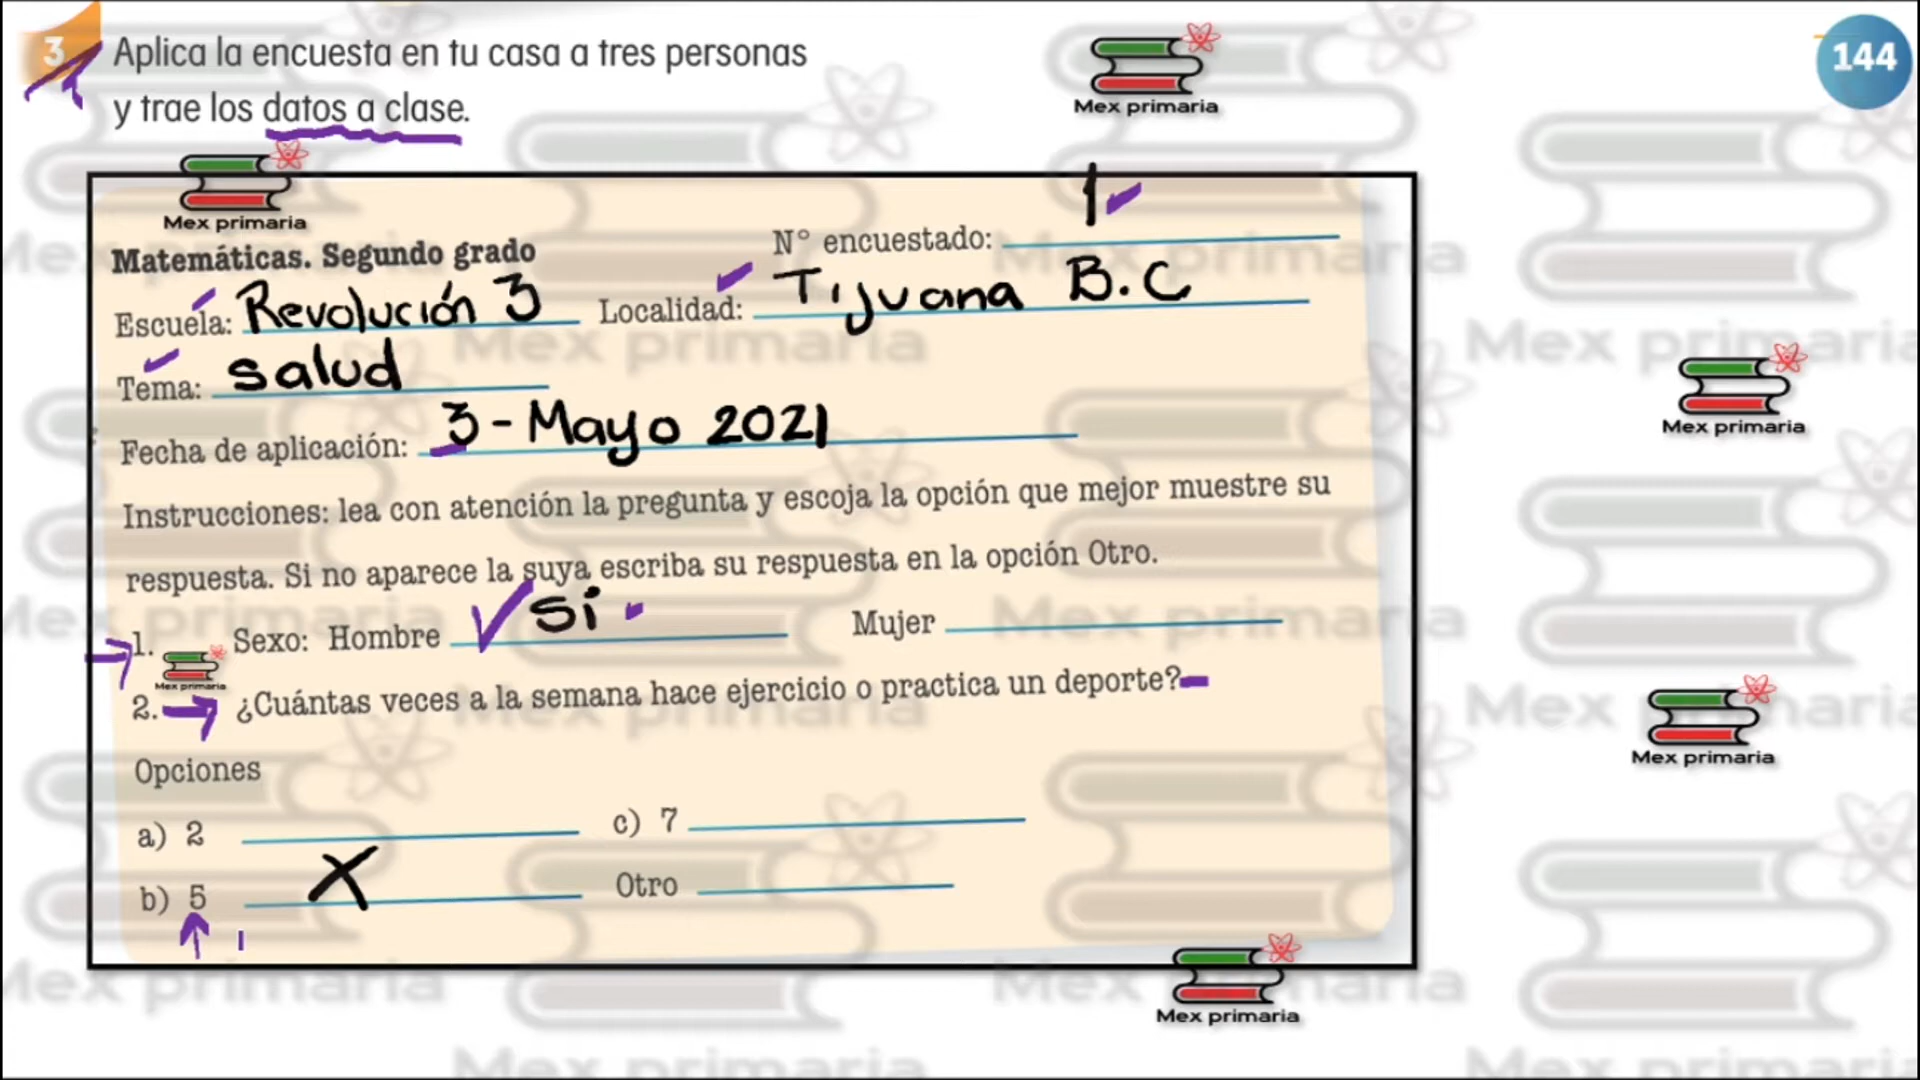 3 Aplica la encuesta en tu casa a tres personas
y trae los datos a clase.
144
Mex primaria
Mex primaria
Matemáticas. Segundo grado
N° encuestado: 1
Escuela: Revolución 3 Localidad: Tijuana B.C
Tema: Salud
Fecha de aplicación: 3 - Mayo 2021
Instrucciones: lea con atención la pregunta y escoja la opción que mejor muestre su
respuesta. Si no aparece la suya escriba su respuesta en la opción Otro.
1. Sexo: Hombre Si Mujer
Mex primaria
2. ¿Cuántas veces a la semana hace ejercicio o practica un deporte?
Opciones
a) 2 c) 7
b) 5 X Otro
Mex primaria
Mex primaria
Mex primaria